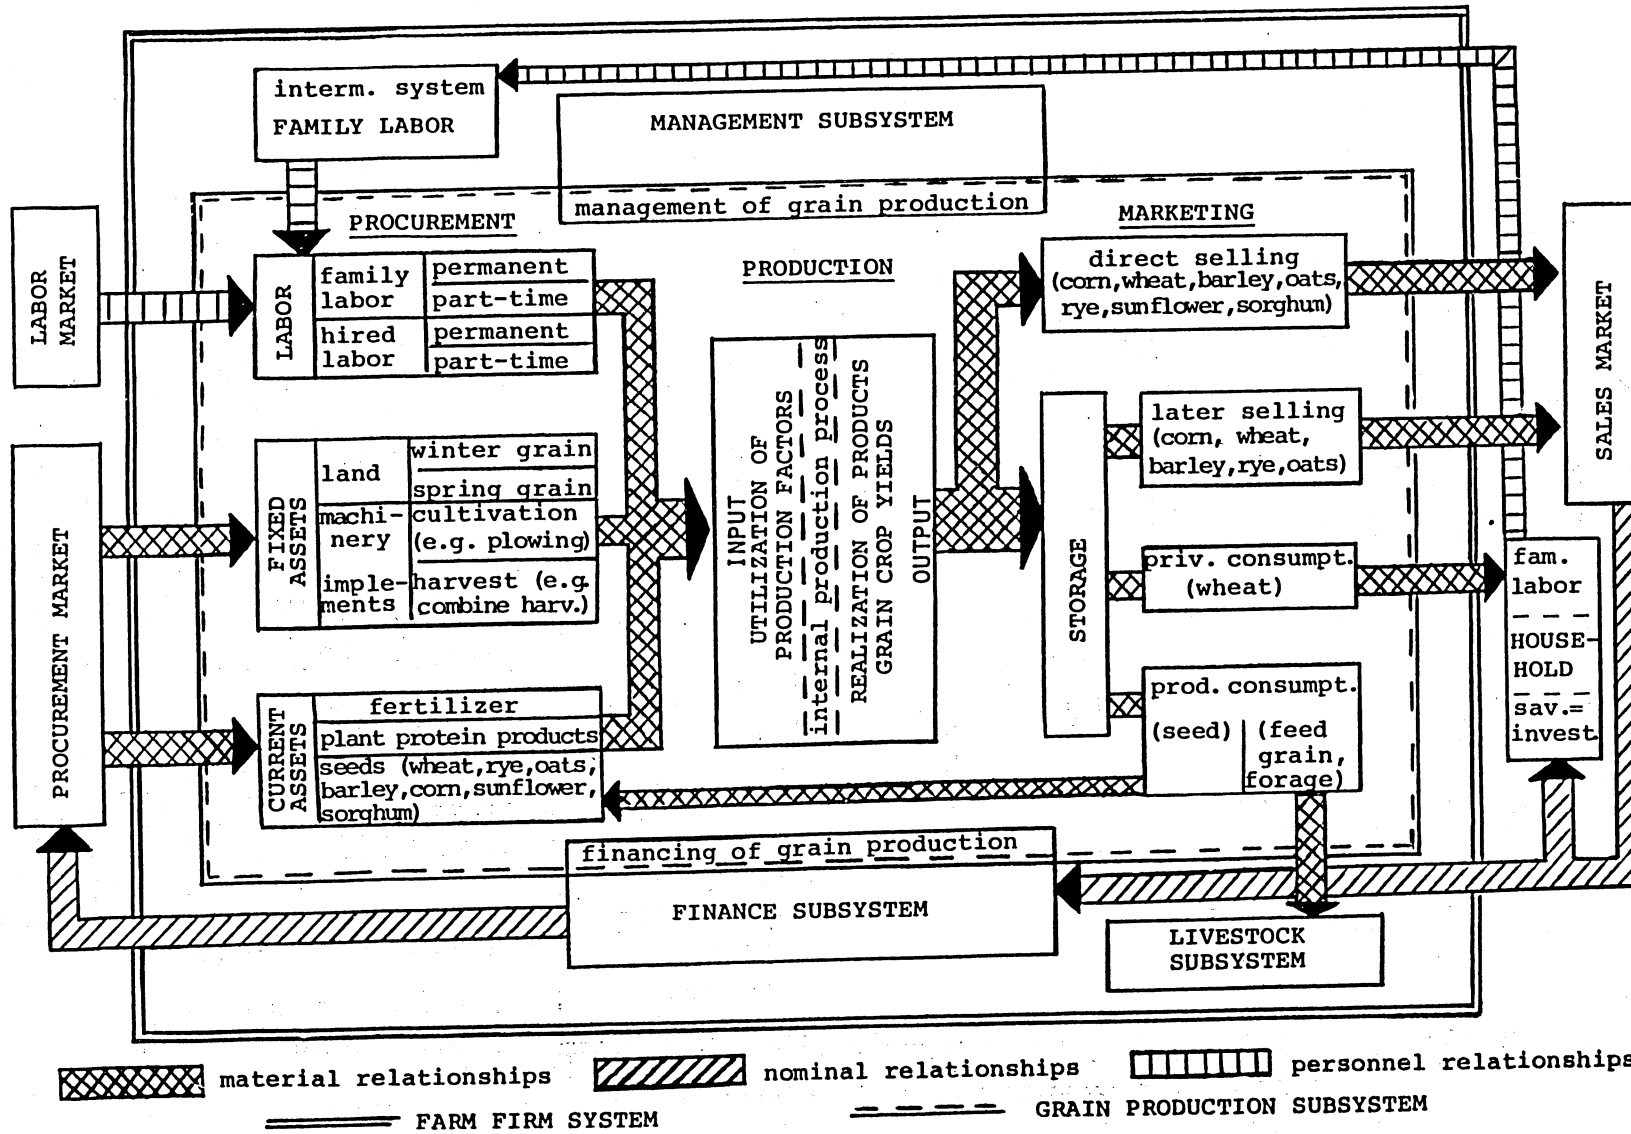 interm. system
FAMILY LABOR
MANAGEMENT SUBSYSTEM
management of grain production
PROCUREMENT
MARKETING
PRODUCTION
LABOR
MARKET
LABOR
family
labor
permanent
part-time
hired
labor
permanent
part-time
direct selling
(corn,wheat,barley,oats,
rye,sunflower,sorghum)
SALES MARKET
PROCUREMENT MARKET
FIXED
ASSETS
land
winter grain
spring grain
machi-
nery
cultivation
(e.g. plowing)
imple-
ments
harvest (e.g.
combine harv.)
INPUT
UTILIZATION OF
PRODUCTION FACTORS
internal production process
REALIZATION OF PRODUCTS
GRAIN CROP YIELDS
OUTPUT
STORAGE
later selling
(corn, wheat,
barley,rye,oats)
priv. consumpt.
(wheat)
prod. consumpt.
(seed)
(feed
grain,
forage)
fam.
labor
HOUSE-
HOLD
sav.=
invest.
CURRENT
ASSETS
fertilizer
plant protein products
seeds (wheat,rye,oats,
barley,corn,sunflower,
sorghum)
financing of grain production
FINANCE SUBSYSTEM
LIVESTOCK
SUBSYSTEM
material relationships
nominal relationships
personnel relationships
FARM FIRM SYSTEM
GRAIN PRODUCTION SUBSYSTEM